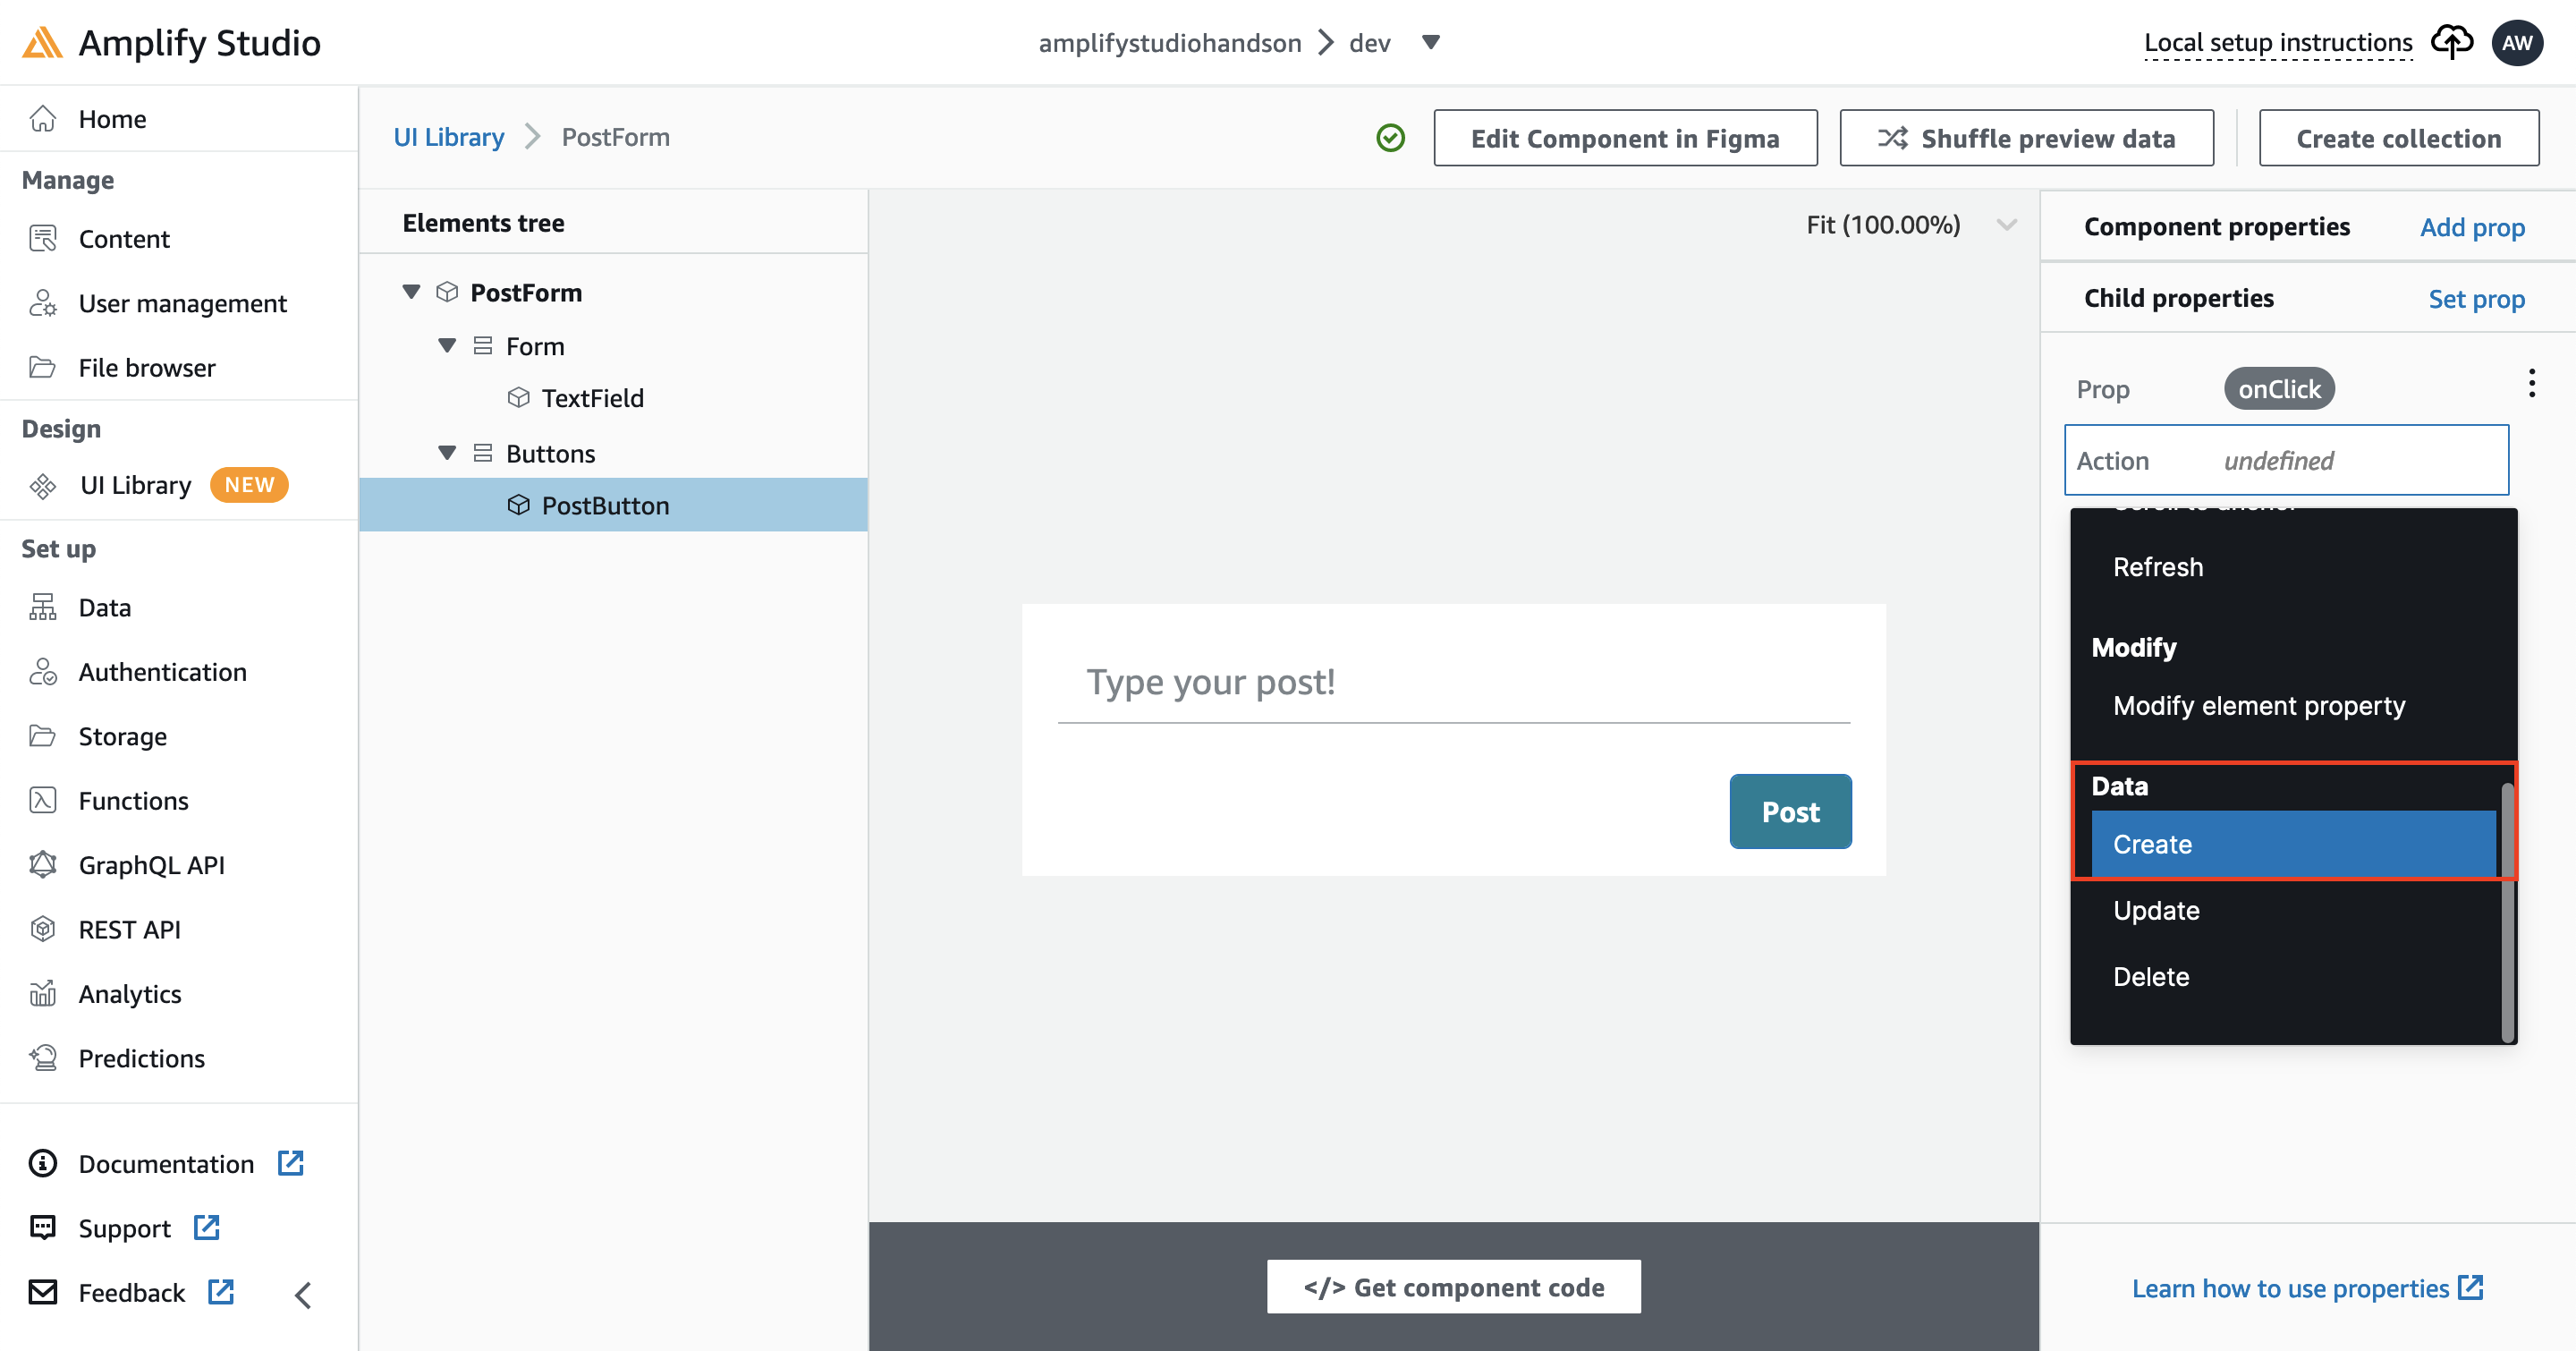 Amplify Studio
amplifystudiohandson > dev
Local setup instructions
AW
Home
Manage
Content
User management
File browser
Design
UI Library NEW
Set up
Data
Authentication
Storage
Functions
GraphQL API
REST API
Analytics
Predictions
Documentation
Support
Feedback
UI Library > PostForm
Edit Component in Figma
Shuffle preview data
Create collection
Elements tree
PostForm
Form
TextField
Buttons
PostButton
Fit (100.00%)
Type your post!
Post
</> Get component code
Component properties Add prop
Child properties Set prop
Prop onClick
Action undefined
Scroll to anchor
Refresh
Modify
Modify element property
Data
Create
Update
Delete
Learn how to use properties